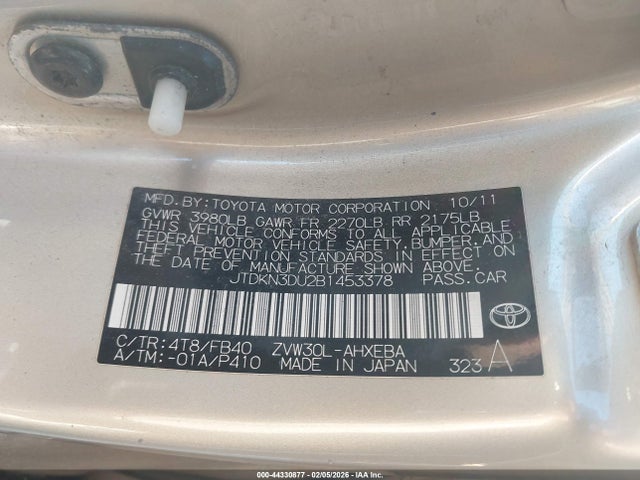 MFD.BY:TOYOTA MOTOR CORPORATION 10/11
GVWR 3980LB GAWR FR 2270LB RR 2175LB
THIS VEHICLE CONFORMS TO ALL APPLICABLE
FEDERAL MOTOR VEHICLE SAFETY, BUMPER, AND
THEFT PREVENTION STANDARDS IN EFFECT ON
THE DATE OF MANUFACTURE SHOWN ABOVE.
JTDKN3DU2B1453378 PASS.CAR
C/TR:4T8/FB40 ZVW30L-AHXEBA
A/TM:-01A/P410 MADE IN JAPAN 323 A
000-44330877 - 02/05/2026 - IAA Inc.